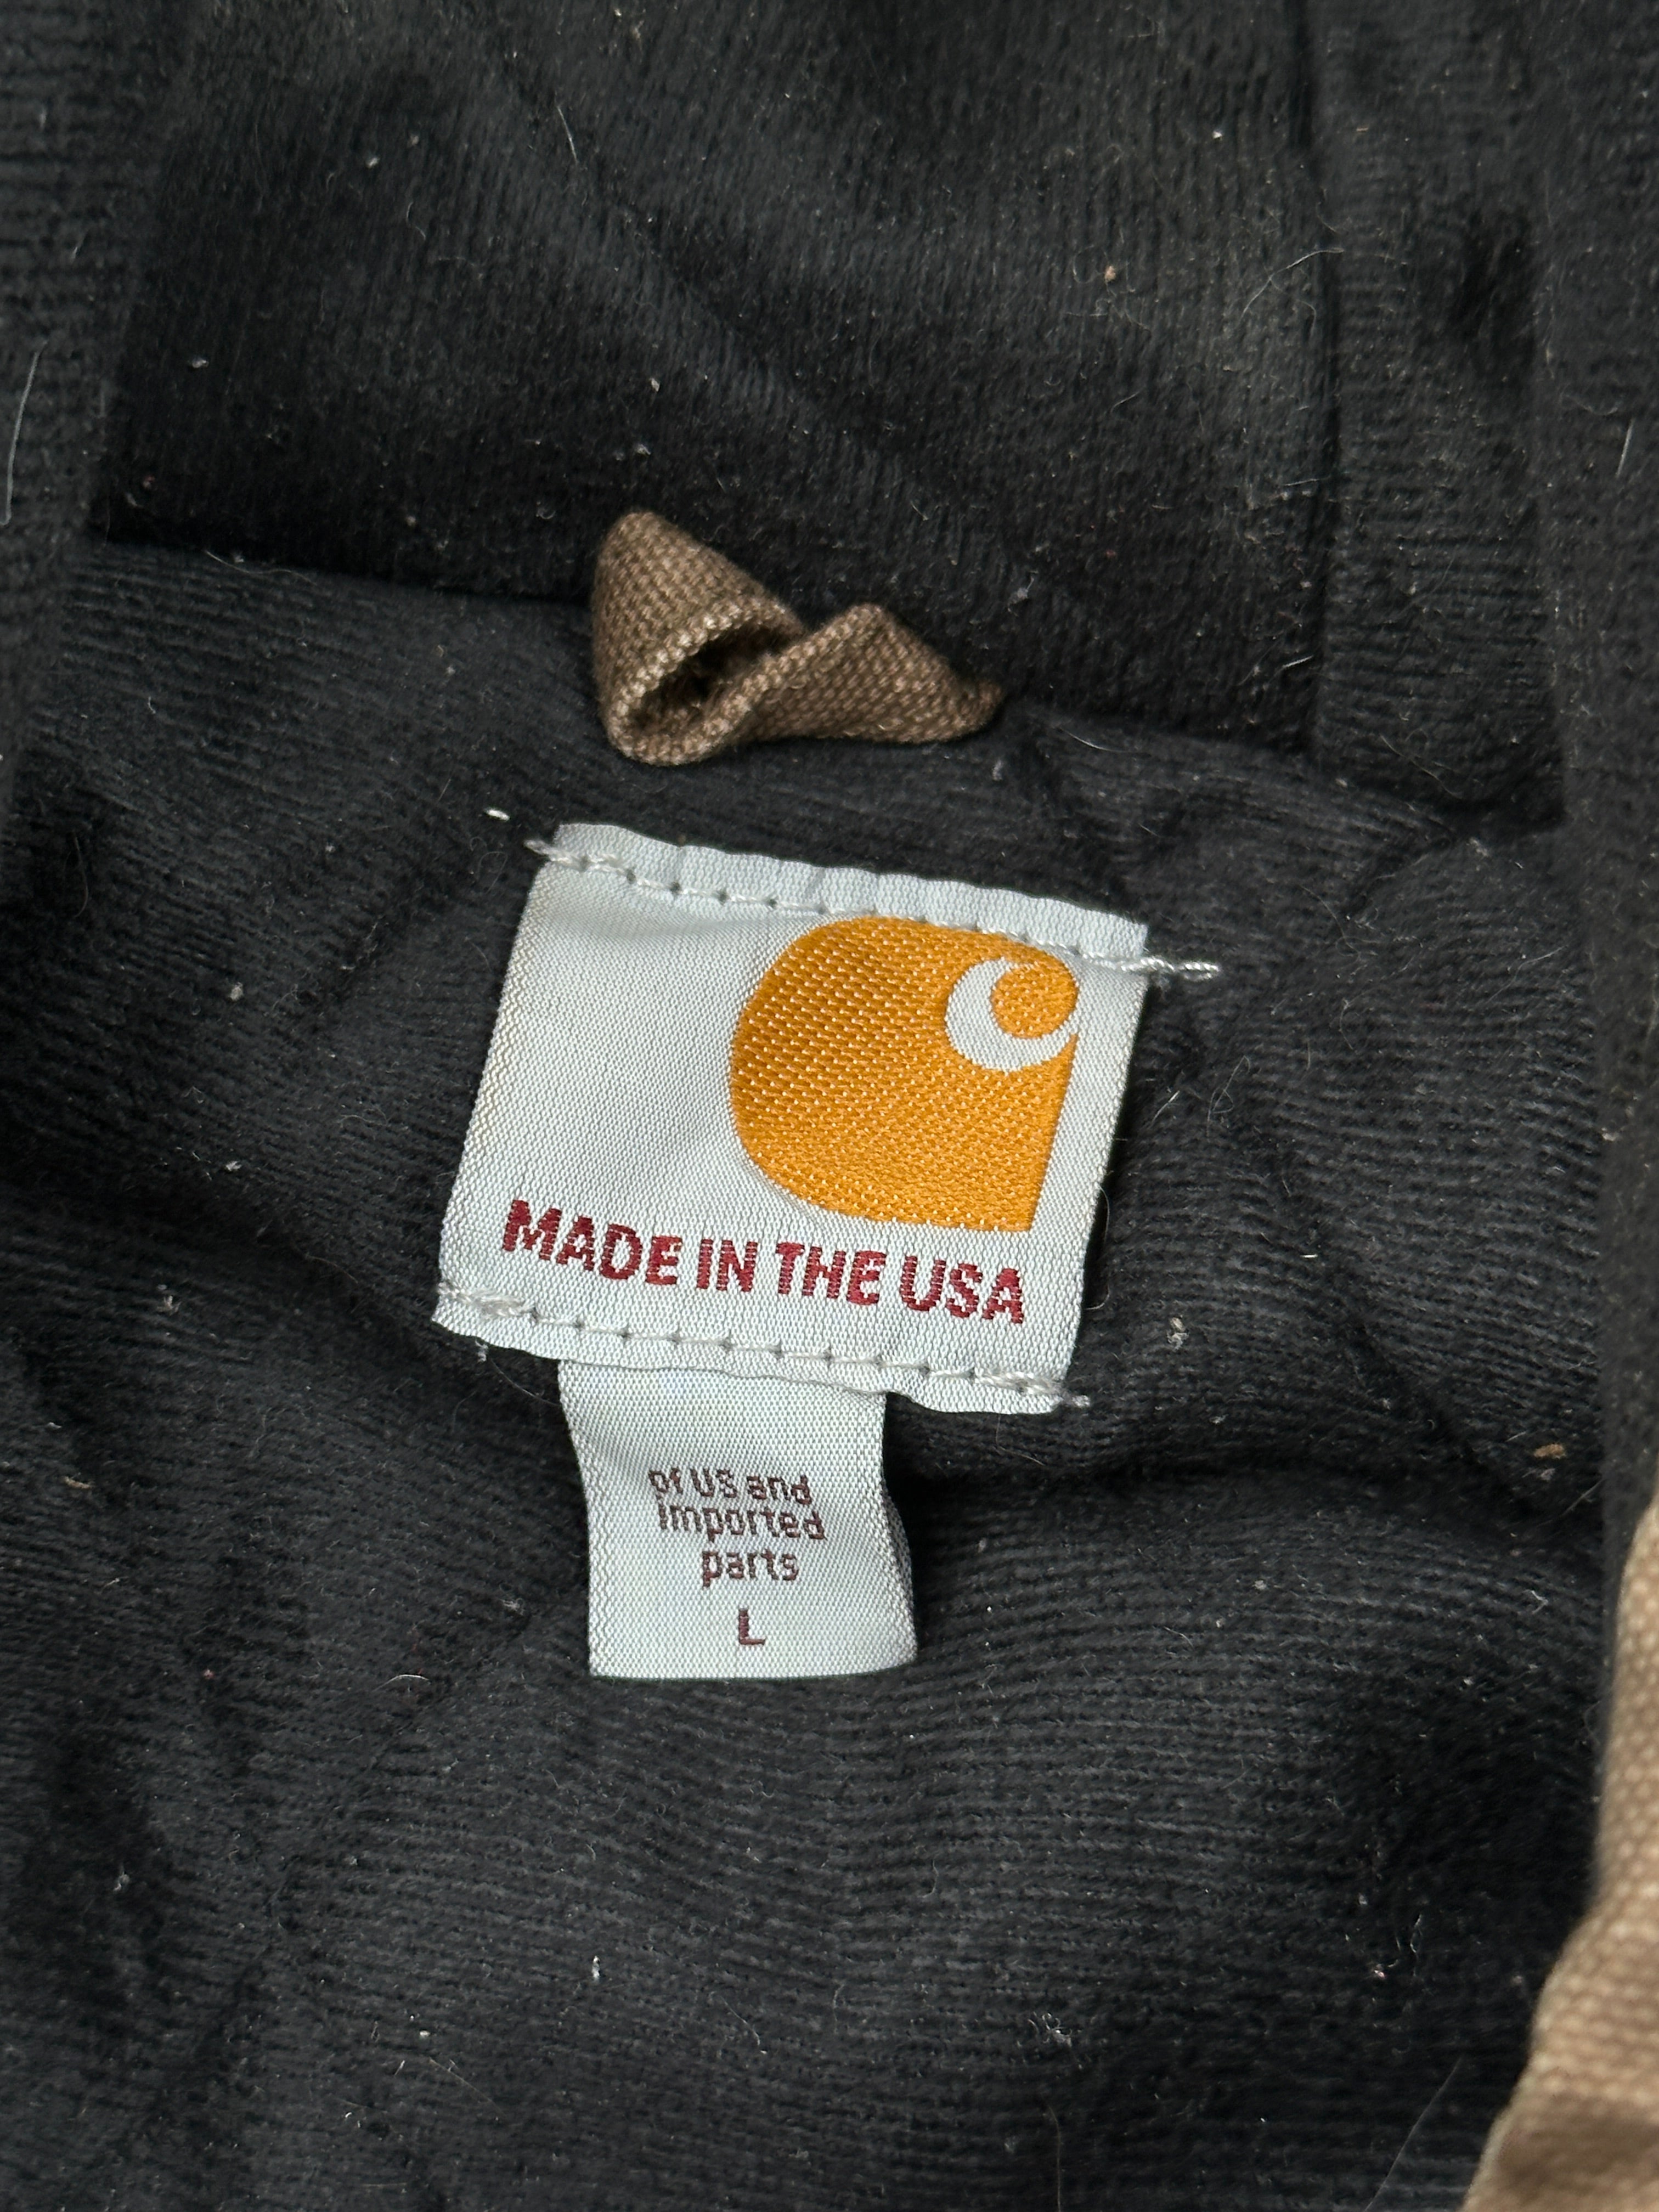 MADE IN THE USA
of US and
Imported
parts
L